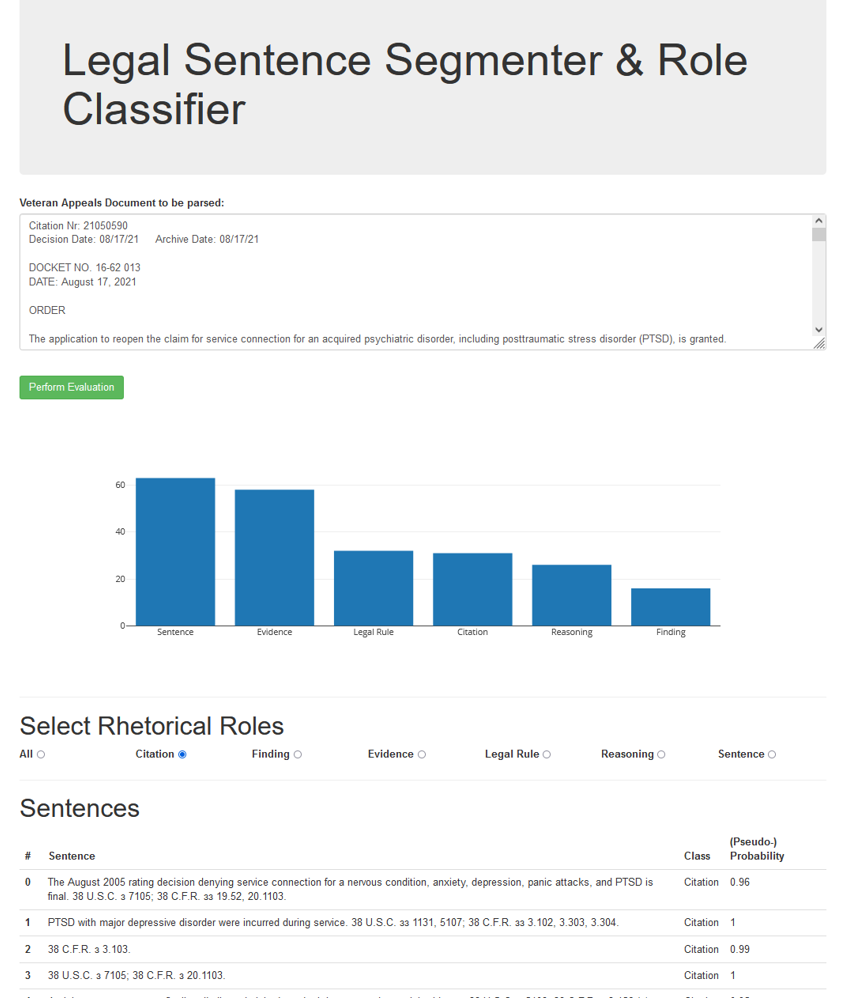 Legal Sentence Segmenter & Role
Classifier
Veteran Appeals Document to be parsed:
Citation Nr: 21050590
Decision Date: 08/17/21 Archive Date: 08/17/21
DOCKET NO. 16-62 013
DATE: August 17, 2021
ORDER
The application to reopen the claim for service connection for an acquired psychiatric disorder, including posttraumatic stress disorder (PTSD), is granted.
Perform Evaluation
60
40
20
0
Sentence Evidence Legal Rule Citation Reasoning Finding
Select Rhetorical Roles
All Citation Finding Evidence Legal Rule Reasoning Sentence
Sentences
# Sentence Class (Pseudo-) Probability
0 The August 2005 rating decision denying service connection for a nervous condition, anxiety, depression, panic attacks, and PTSD is Citation 0.96
final. 38 U.S.C. з 7105; 38 C.F.R. зз 19.52, 20.1103.
1 PTSD with major depressive disorder were incurred during service. 38 U.S.C. зз 1131, 5107; 38 C.F.R. зз 3.102, 3.303, 3.304. Citation 1
2 38 C.F.R. з 3.103. Citation 0.99
3 38 U.S.C. з 7105; 38 C.F.R. з 20.1103. Citation 1